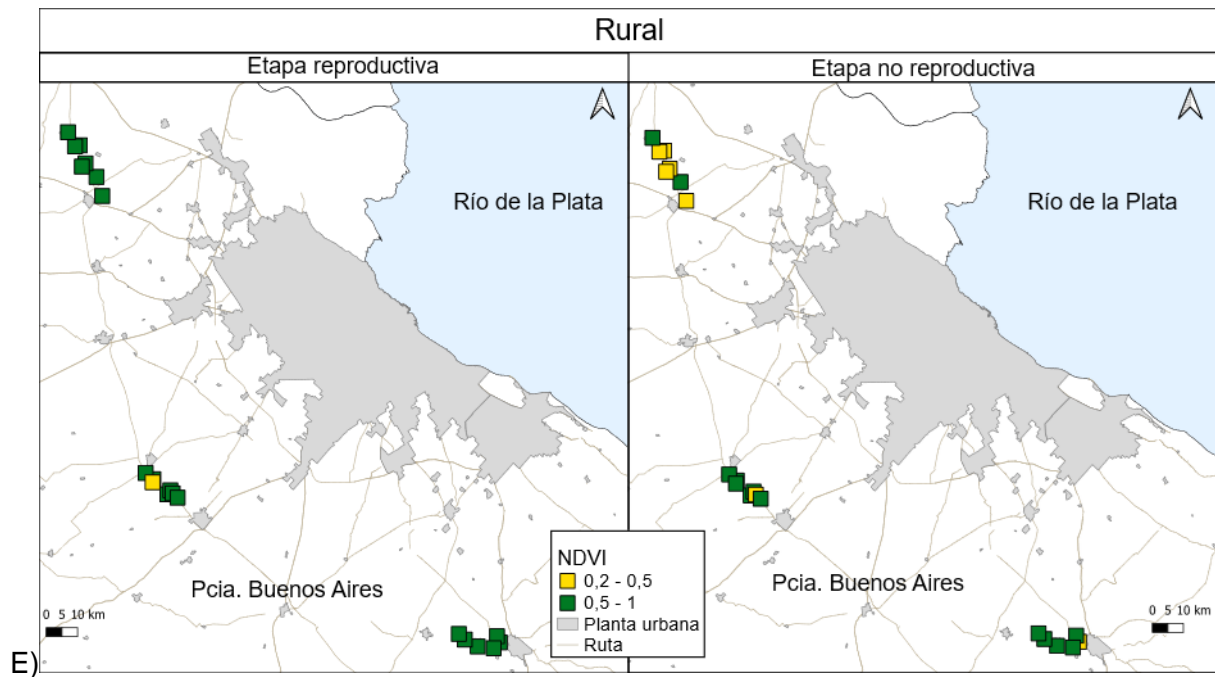 Rural
Etapa reproductiva
Etapa no reproductiva
Río de la Plata
Río de la Plata
Pcia. Buenos Aires
Pcia. Buenos Aires
NDVI
0,2 - 0,5
0,5 - 1
Planta urbana
Ruta
0 5 10 km
0 5 10 km
E)